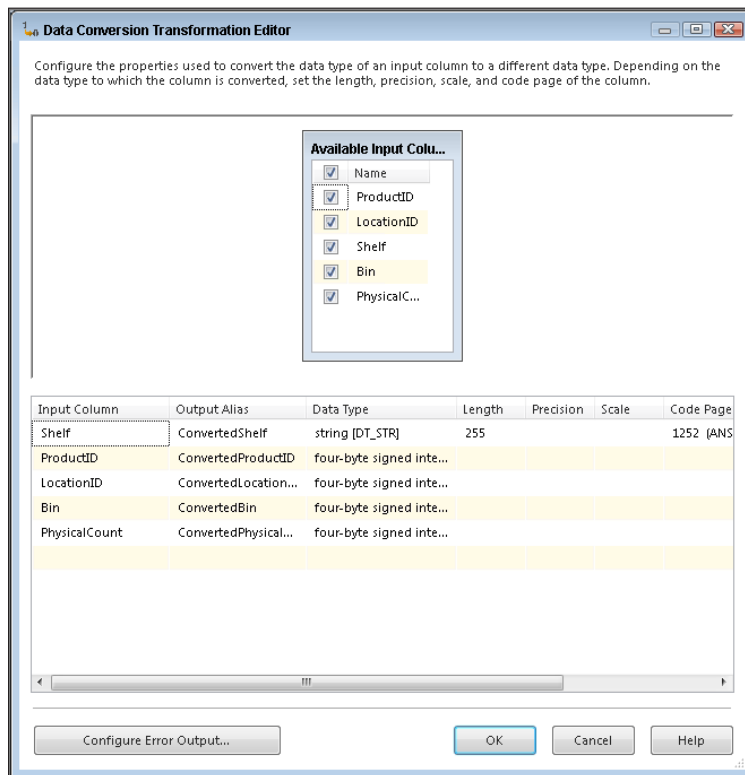 Data Conversion Transformation Editor
Configure the properties used to convert the data type of an input column to a different data type. Depending on the
data type to which the column is converted, set the length, precision, scale, and code page of the column.
Available Input Colu...
Name
ProductID
LocationID
Shelf
Bin
PhysicalC...
Input Column Output Alias Data Type Length Precision Scale Code Page
Shelf ConvertedShelf string [DT_STR] 255 1252 (ANS
ProductID ConvertedProductID four-byte signed inte...
LocationID ConvertedLocation... four-byte signed inte...
Bin ConvertedBin four-byte signed inte...
PhysicalCount ConvertedPhysical... four-byte signed inte...
Configure Error Output... OK Cancel Help